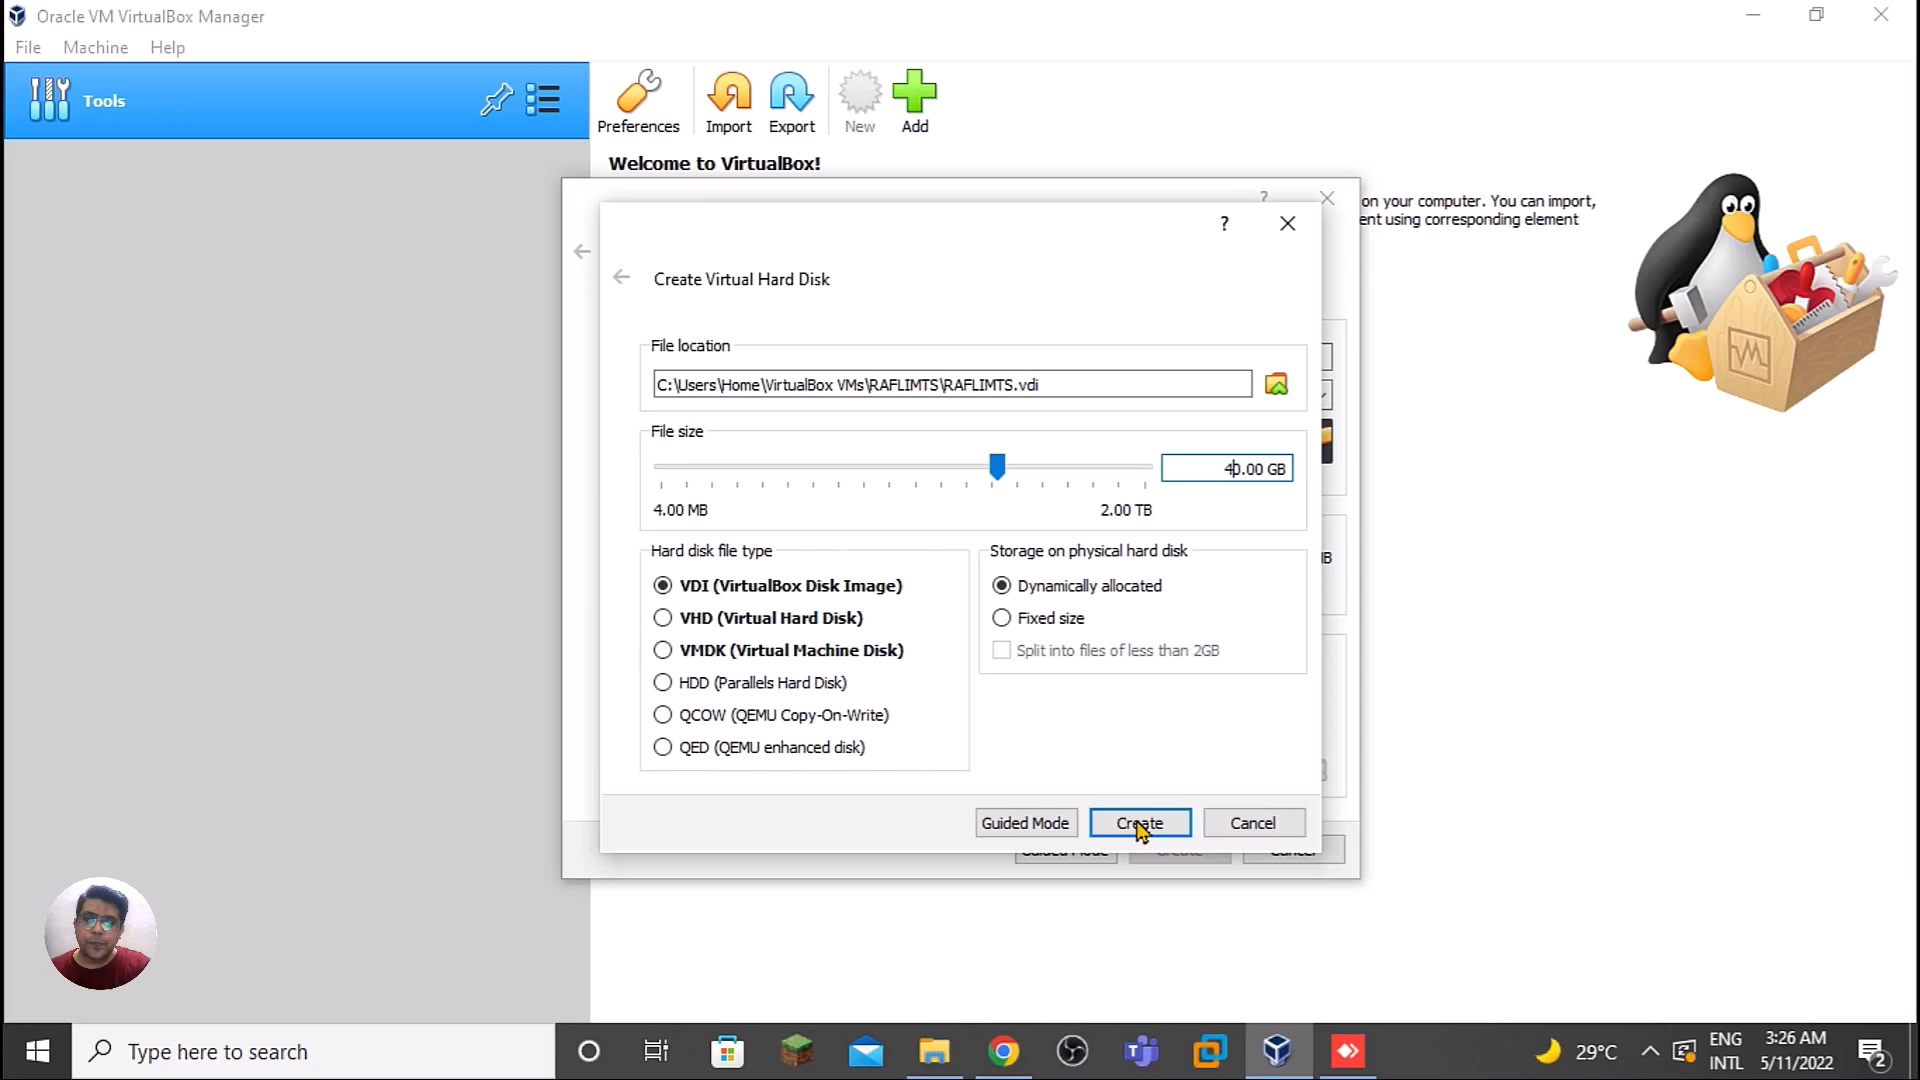 Oracle VM VirtualBox Manager
File Machine Help
Tools
Preferences Import Export New Add
Welcome to VirtualBox!
on your computer. You can import,
ent using corresponding element
?
?
Create Virtual Hard Disk
File location
C:\Users\Home\VirtualBox VMs\RAFLIMTS\RAFLIMTS.vdi
File size
40.00 GB
4.00 MB 2.00 TB
Hard disk file type
VDI (VirtualBox Disk Image)
VHD (Virtual Hard Disk)
VMDK (Virtual Machine Disk)
HDD (Parallels Hard Disk)
QCOW (QEMU Copy-On-Write)
QED (QEMU enhanced disk)
Storage on physical hard disk
Dynamically allocated
Fixed size
Split into files of less than 2GB
Guided Mode Create Cancel
Guided Mode Create Cancel
Type here to search
29°C
ENG
INTL
3:26 AM
5/11/2022
2